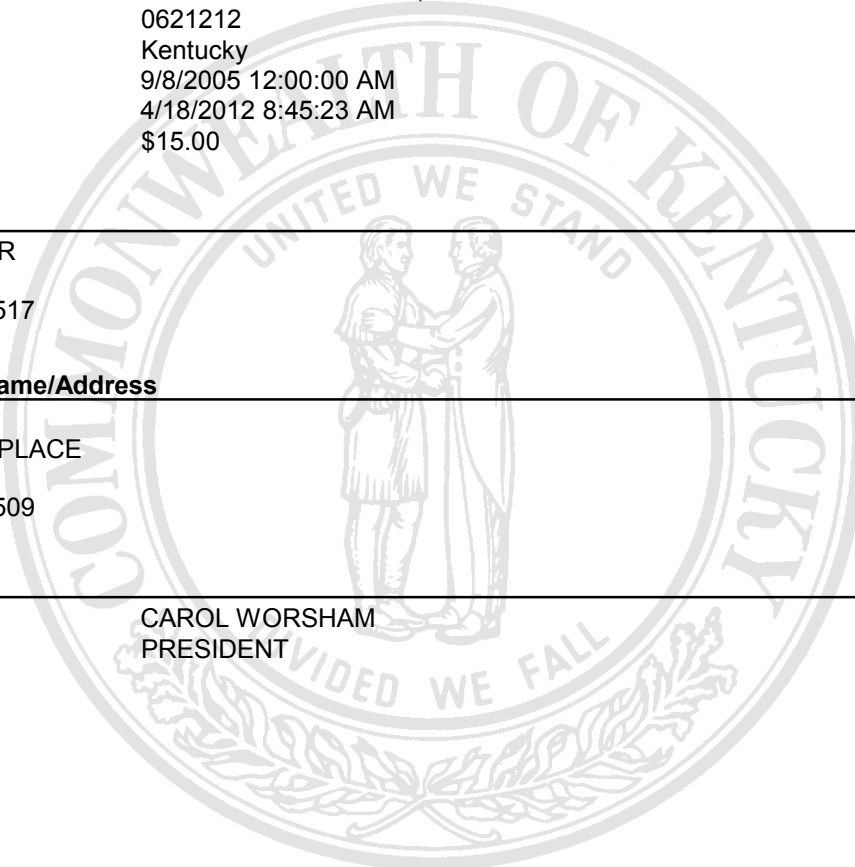 0621212
Kentucky
9/8/2005 12:00:00 AM
4/18/2012 8:45:23 AM
$15.00
COMMONWEALTH OF KENTUCKY
UNITED WE STAND
R
517
ame/Address
PLACE
509
CAROL WORSHAM
PRESIDENT
DIVIDED WE FALL